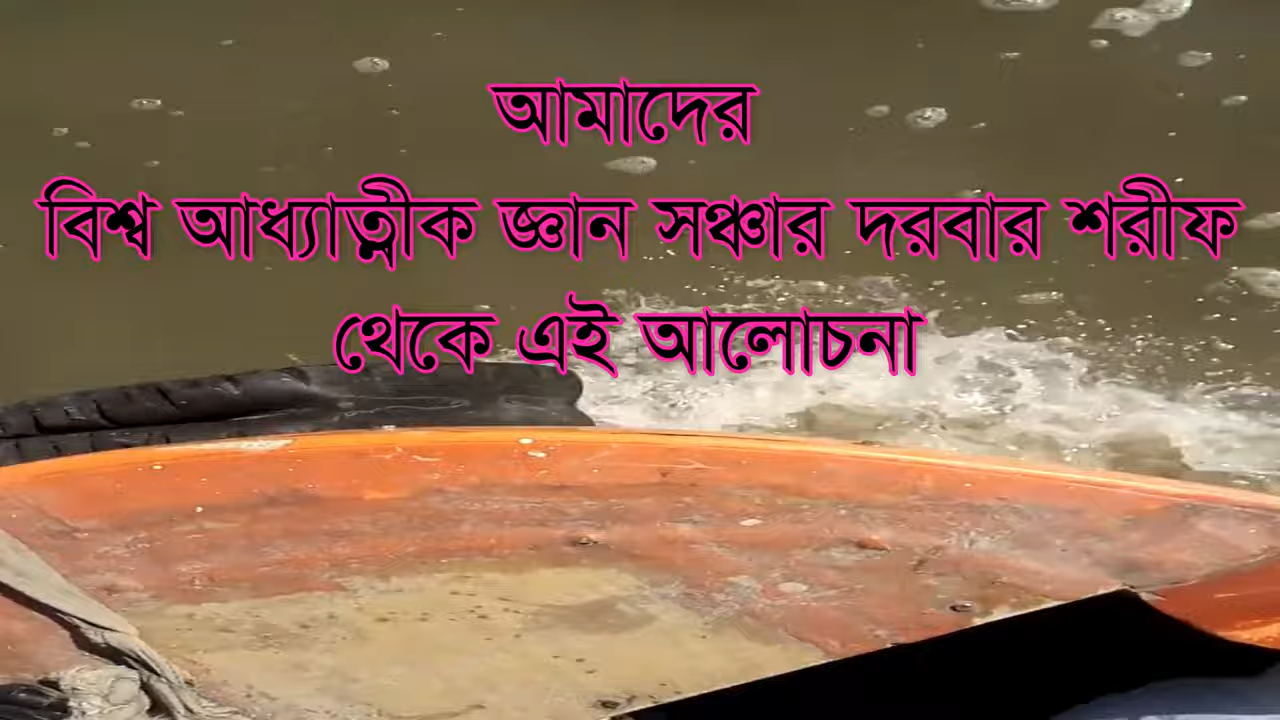 আমাদের
বিশ্ব আধ্যাত্নীক জ্ঞান সঞ্চার দরবার শরীফ
থেকে এই আলোচনা